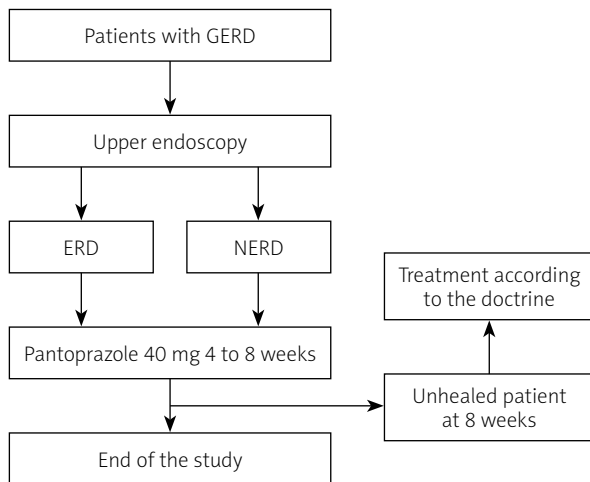 Patients with GERD
Upper endoscopy
ERD
NERD
Pantoprazole 40 mg 4 to 8 weeks
End of the study
Treatment according
to the doctrine
Unhealed patient
at 8 weeks